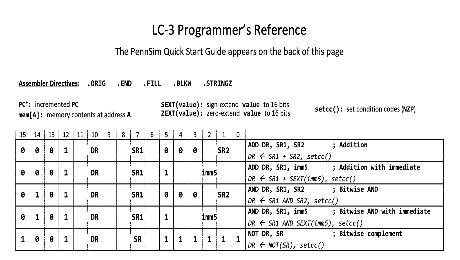 LC-3 Programmer's Reference
The PennSim Quick Start Guide appears on the back of this page
Assembler Directives: .ORIG .END .FILL .BLKW .STRINGZ
PC⁺: incremented PC
mem[A]: memory contents at address A
SEXT(value): sign-extend value to 16 bits
ZEXT(value): zero-extend value to 16 bits
setcc(): set condition codes (NZP)
15 14 13 12 11 10 9 8 7 6 5 4 3 2 1 0
0 0 0 1 DR SR1 0 0 0 SR2 ADD DR, SR1, SR2 ; Addition
DR ← SR1 + SR2, setcc()
0 0 0 1 DR SR1 1 imm5 ADD DR, SR1, imm5 ; Addition with immediate
DR ← SR1 + SEXT(imm5), setcc()
0 1 0 1 DR SR1 0 0 0 SR2 AND DR, SR1, SR2 ; Bitwise AND
DR ← SR1 AND SR2, setcc()
0 1 0 1 DR SR1 1 imm5 AND DR, SR1, imm5 ; Bitwise AND with immediate
DR ← SR1 AND SEXT(imm5), setcc()
1 0 0 1 DR SR 1 1 1 1 1 1 NOT DR, SR ; Bitwise complement
DR ← NOT(SR), setcc()